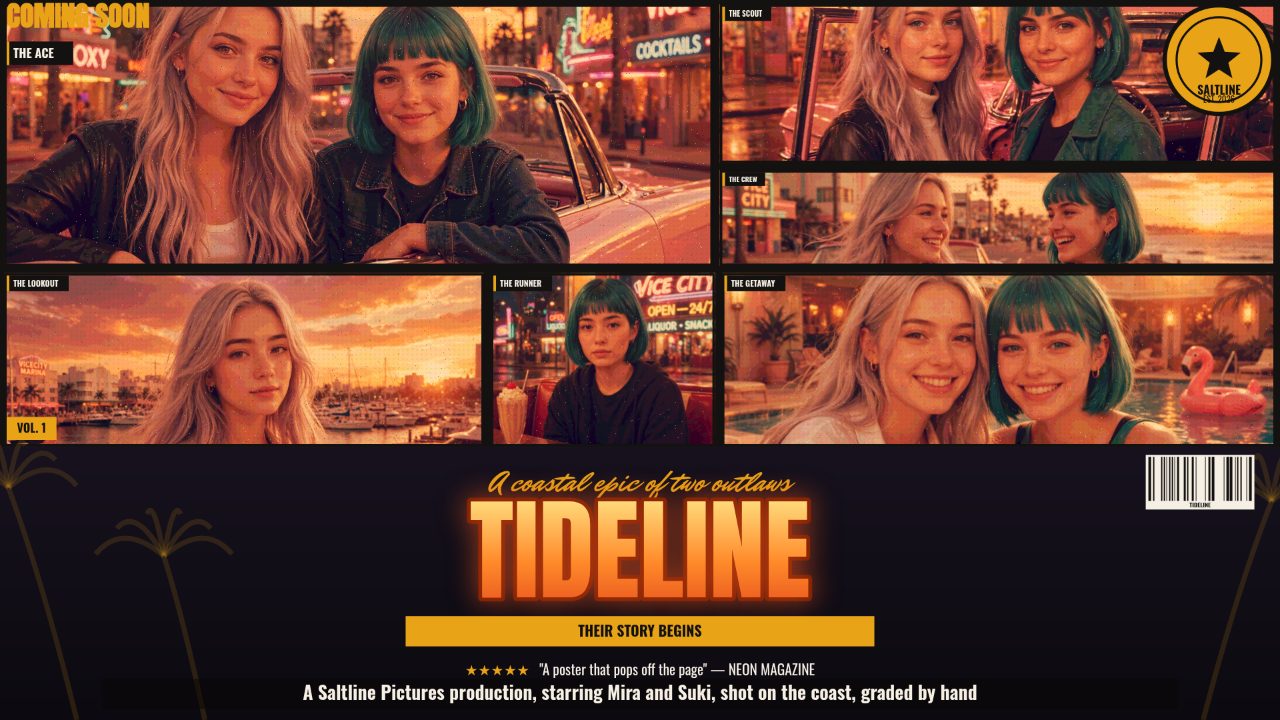 COMING SOON
THE ACE
OXY
COCKTAILS
THE SCOUT
SALTLINE
THE CREW
CITY
THE LOOKOUT
VICECITY
MARINA
VOL. 1
THE RUNNER
VICE CITY
OPEN — 24/7
LIQUOR • SNACK
THE GETAWAY
A coastal epic of two outlaws
TIDELINE
TIDELINE
THEIR STORY BEGINS
★★★★★ "A poster that pops off the page" — NEON MAGAZINE
A Saltline Pictures production, starring Mira and Suki, shot on the coast, graded by hand